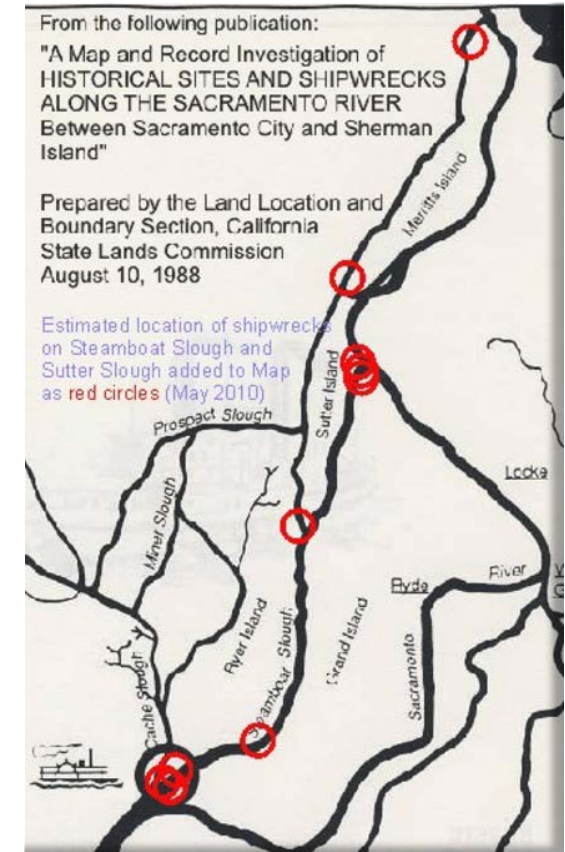 From the following publication:
"A Map and Record Investigation of
HISTORICAL SITES AND SHIPWRECKS
ALONG THE SACRAMENTO RIVER
Between Sacramento City and Sherman
Island"
Prepared by the Land Location and
Boundary Section, California
State Lands Commission
August 10, 1988
Estimated location of shipwrecks
on Steamboat Slough and
Sutter Slough added to Map
as red circles (May 2010)
Merritts Island
Sutter Island
Prospect Slough
Locke
Miner Slough
River
Ryde
Ryer Island
Grand Island
Steamboar Slough
Sacramento
Cache Slough